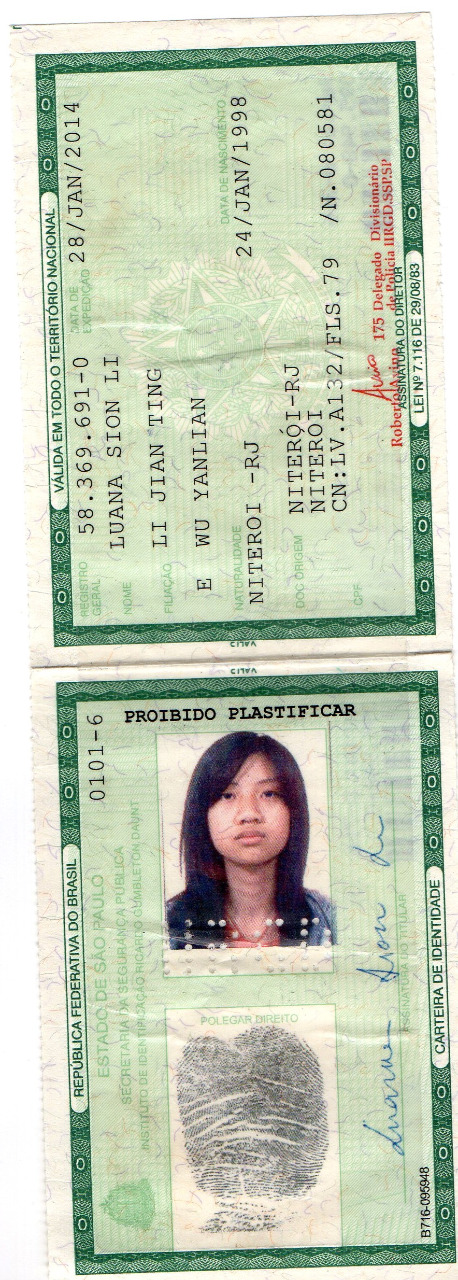 VÁLIDA EM TODO O TERRITÓRIO NACIONAL
REGISTRO GERAL 58.369.691-0 DATA DE EXPEDIÇÃO 28/JAN/2014
NOME LUANA SION LI
FILIAÇÃO LI JIAN TING
E WU YANLIAN
NATURALIDADE NITEROI -RJ DATA DE NASCIMENTO 24/JAN/1998
DOC ORIGEM NITERÓI-RJ
NITEROI
CN:LV.A132/FLS.79 /N.080581
CPF
175 Delegado Divisionário
de Polícia IIRGD.SSP.SP
ASSINATURA DO DIRETOR
LEI Nº 7.116 DE 29/08/83
REPÚBLICA FEDERATIVA DO BRASIL
0101-6
ESTADO DE SÃO PAULO
SECRETARIA DA SEGURANÇA PÚBLICA
INSTITUTO DE IDENTIFICAÇÃO RICARDO GUMBLETON DAUNT
PROIBIDO PLASTIFICAR
POLEGAR DIREITO
Luana Sion Li
ASSINATURA DO TITULAR
CARTEIRA DE IDENTIDADE
B716-095948